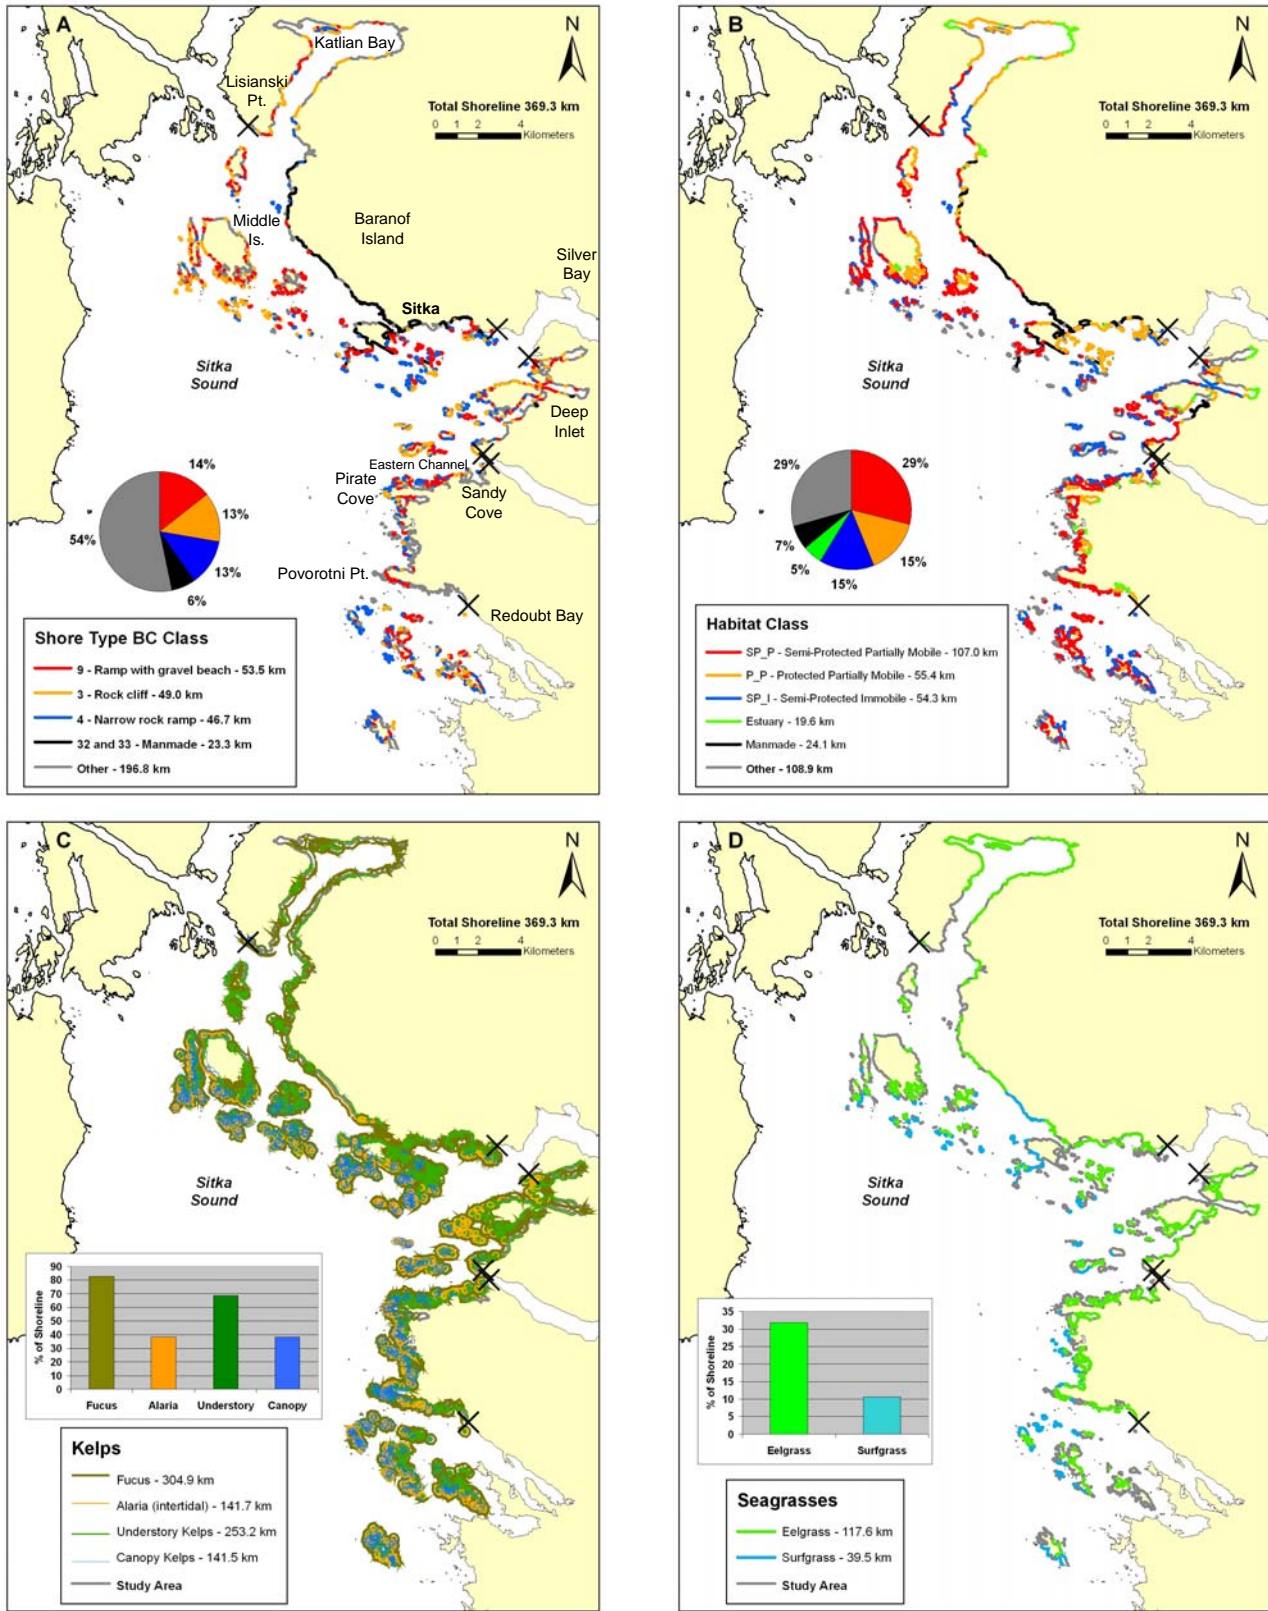 A
N
Katlian Bay
Lisianski
Pt.
Total Shoreline 369.3 km
0 2 4
Kilometers
Middle
Is.
Baranof
Island
Silver
Bay
Sitka
Sitka
Sound
Deep
Inlet
Eastern Channel
Pirate
Cove
Sandy
Cove
14%
13%
13%
6%
54%
Povorotni Pt.
Redoubt Bay
Shore Type BC Class
9 - Ramp with gravel beach - 53.5 km
3 - Rock cliff - 49.0 km
4 - Narrow rock ramp - 46.7 km
32 and 33 - Manmade - 23.3 km
Other - 196.8 km
B
N
Total Shoreline 369.3 km
0 2 4
Kilometers
Sitka
Sound
29%
29%
7%
5%
15%
15%
Habitat Class
SP_P - Semi-Protected Partially Mobile - 107.0 km
P_P - Protected Partially Mobile - 55.4 km
SP_I - Semi-Protected Immobile - 54.3 km
Estuary - 19.6 km
Manmade - 24.1 km
Other - 108.9 km
C
N
Total Shoreline 369.3 km
0 2 4
Kilometers
Sitka
Sound
% of Shoreline
90
80
70
60
50
40
30
20
10
0
Fucus Alaria Understory Canopy
Kelps
Fucus - 304.9 km
Alaria (intertidal) - 141.7 km
Understory Kelps - 253.2 km
Canopy Kelps - 141.5 km
Study Area
D
N
Total Shoreline 369.3 km
0 2 4
Kilometers
Sitka
Sound
% of Shoreline
35
30
25
20
15
10
5
0
Eelgrass Surfgrass
Seagrasses
Eelgrass - 117.6 km
Surfgrass - 39.5 km
Study Area